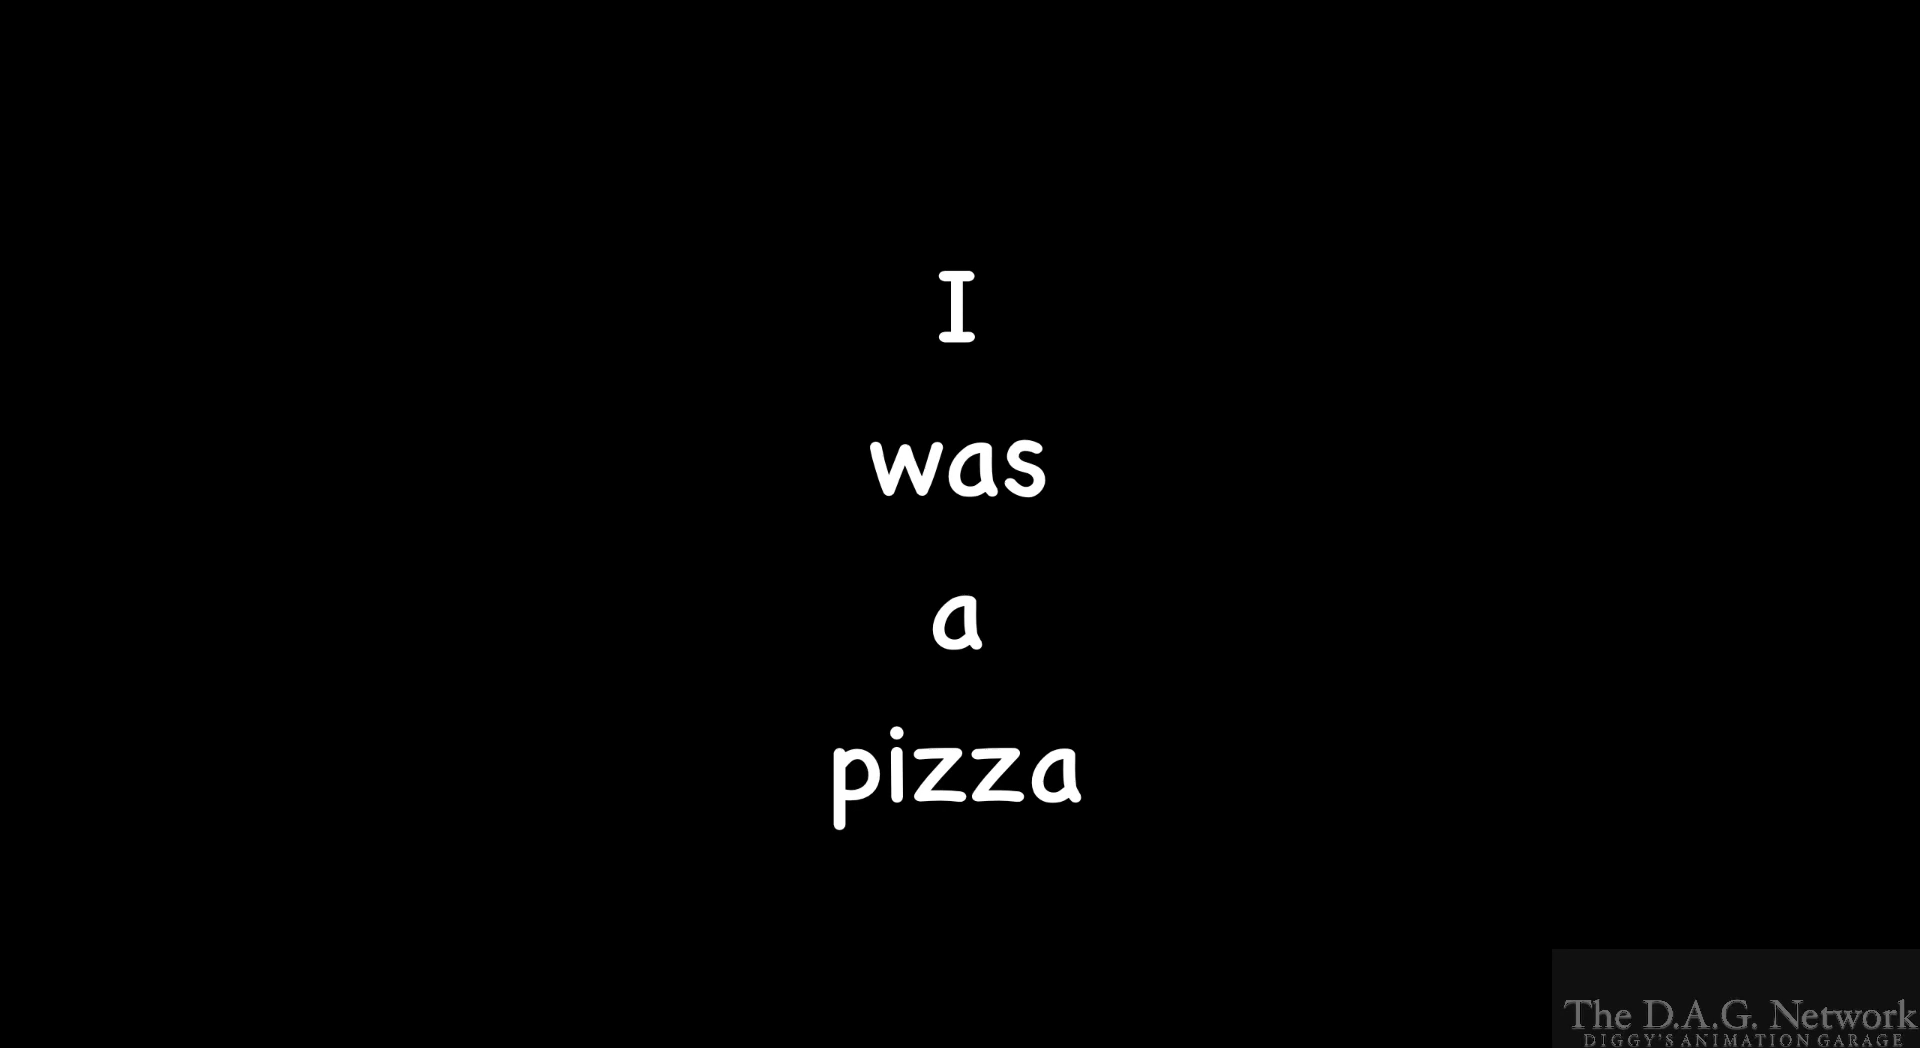 I
was
a
pizza
The D.A.G. Network
DIGGY'S ANIMATION GARAGE